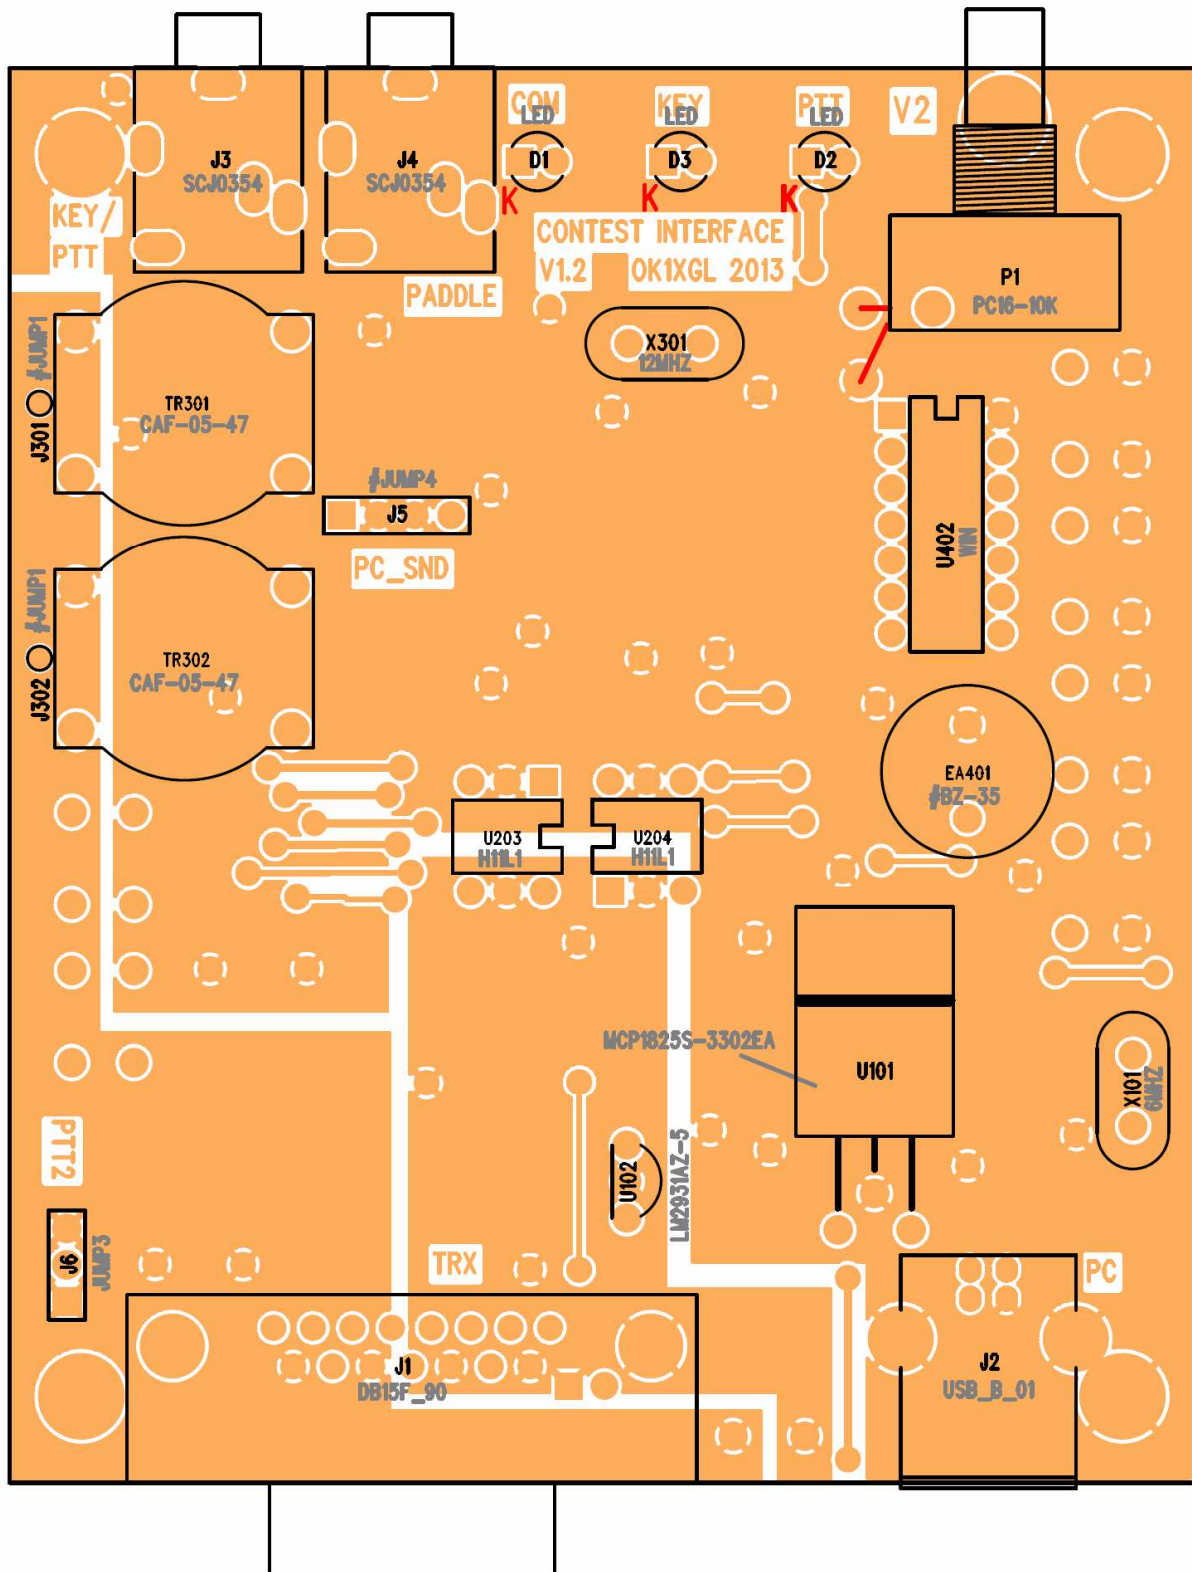 COM
LED
KEY
LED
PTT
LED
V2
J3
SCJ0354
J4
SCJ0354
D1
D3
D2
K
K
K
KEY/
PTT
CONTEST INTERFACE
V1.2 OK1XGL 2013
PADDLE
P1
PC16-10K
X301
12MHZ
#JUMP1
J301
TR301
CAF-05-47
#JUMP4
J5
PC_SND
U402
WIN
#JUMP1
J302
TR302
CAF-05-47
EA401
#BZ-35
U203
H11L1
U204
H11L1
MCP1825S-3302EA
U101
X101
6MHZ
PTT2
U102
LM2931AZ-5
J6
JUMP3
TRX
PC
J1
DB15F_90
J2
USB_B_01